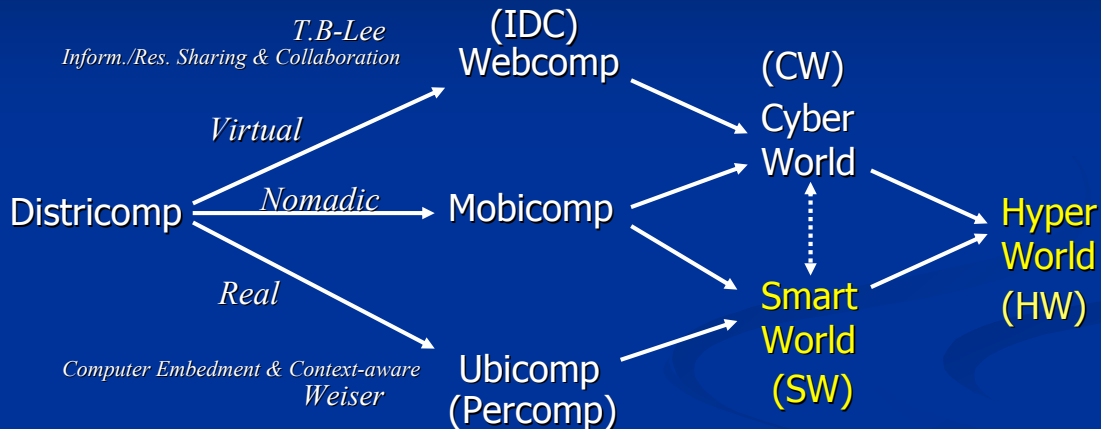 T.B-Lee
Inform./Res. Sharing & Collaboration
(IDC)
Webcomp
(CW)
Cyber
World
Virtual
Districomp
Nomadic
Mobicomp
Hyper
World
(HW)
Real
Smart
World
(SW)
Computer Embedment & Context-aware
Weiser
Ubicomp
(Percomp)